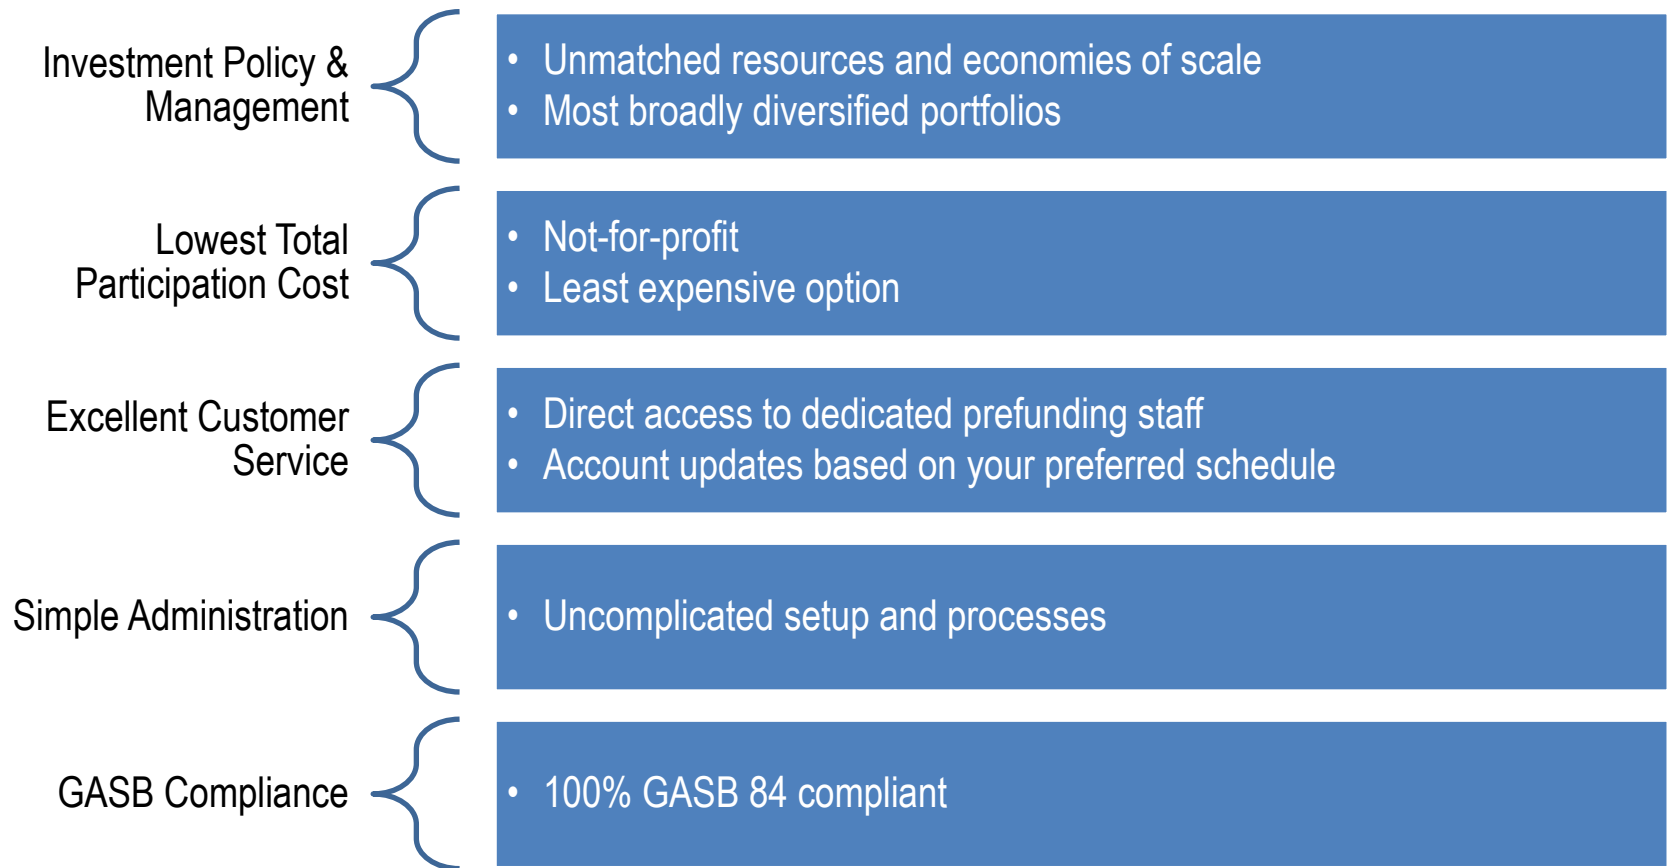 Investment Policy &
Management
• Unmatched resources and economies of scale
• Most broadly diversified portfolios
Lowest Total
Participation Cost
• Not-for-profit
• Least expensive option
Excellent Customer
Service
• Direct access to dedicated prefunding staff
• Account updates based on your preferred schedule
Simple Administration
• Uncomplicated setup and processes
GASB Compliance
• 100% GASB 84 compliant